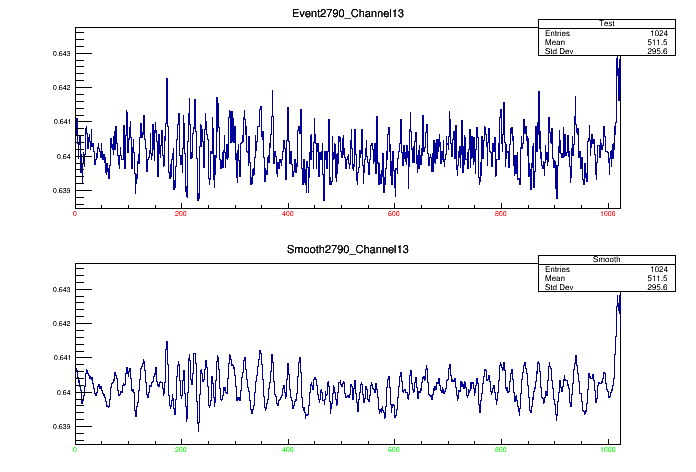 Event2790_Channel13
Test
Entries 1024
Mean 511.5
Std Dev 295.6
0.643
0.642
0.641
0.64
0.639
0 200 400 600 800 1000
Smooth2790_Channel13
Smooth
Entries 1024
Mean 511.5
Std Dev 295.6
0.643
0.642
0.641
0.64
0.639
0 200 400 600 800 1000